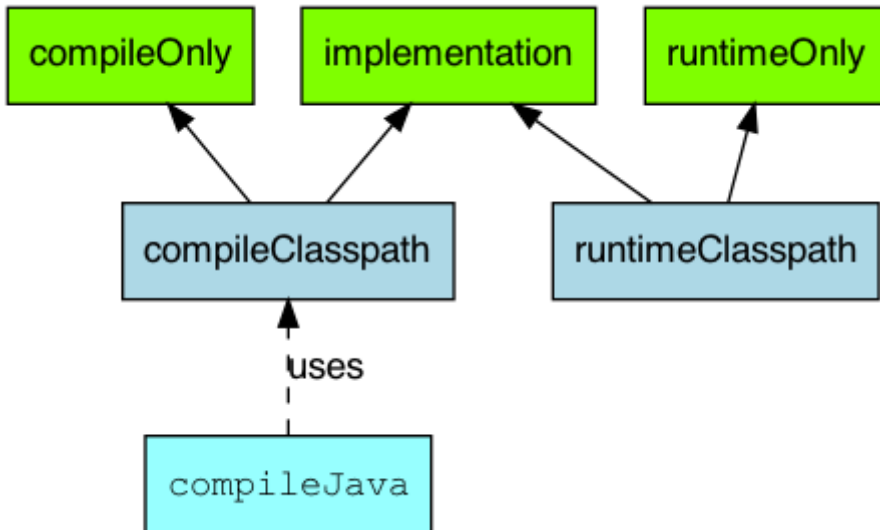 compileOnly
implementation
runtimeOnly
compileClasspath
runtimeClasspath
uses
compileJava